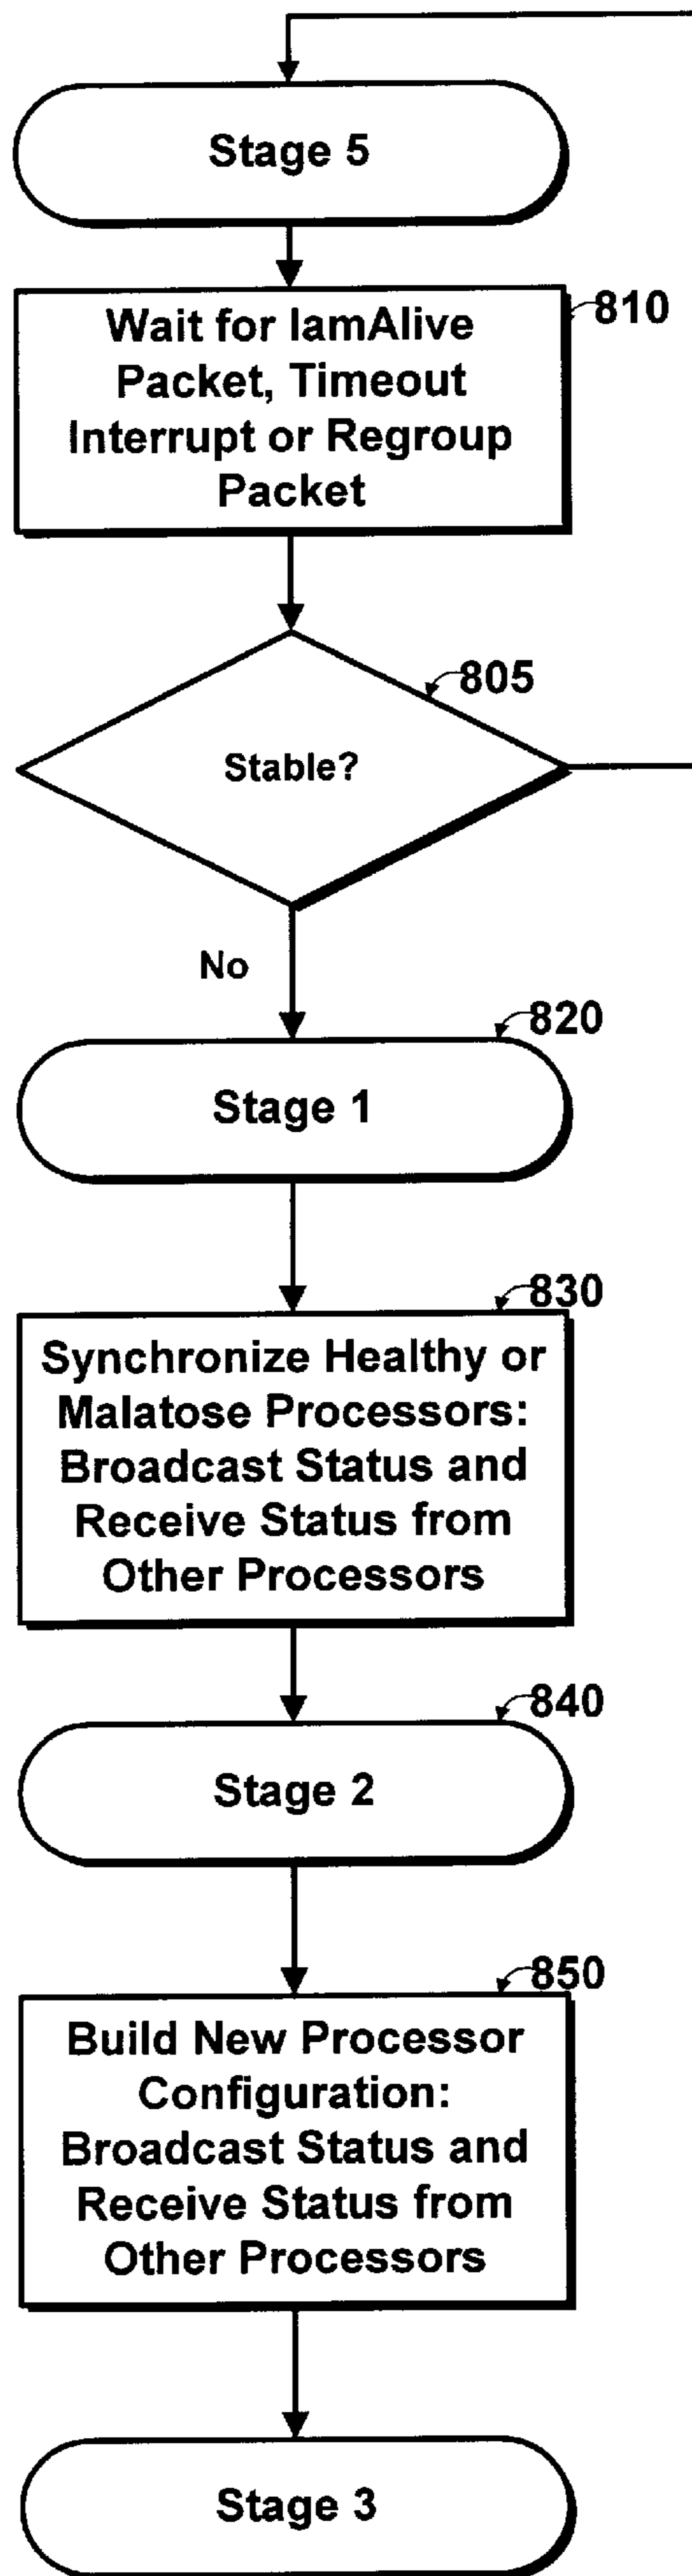 Stage 5
810
Wait for IamAlive
Packet, Timeout
Interrupt or Regroup
Packet
805
Stable?
No
820
Stage 1
830
Synchronize Healthy or
Malatose Processors:
Broadcast Status and
Receive Status from
Other Processors
840
Stage 2
850
Build New Processor
Configuration:
Broadcast Status and
Receive Status from
Other Processors
Stage 3